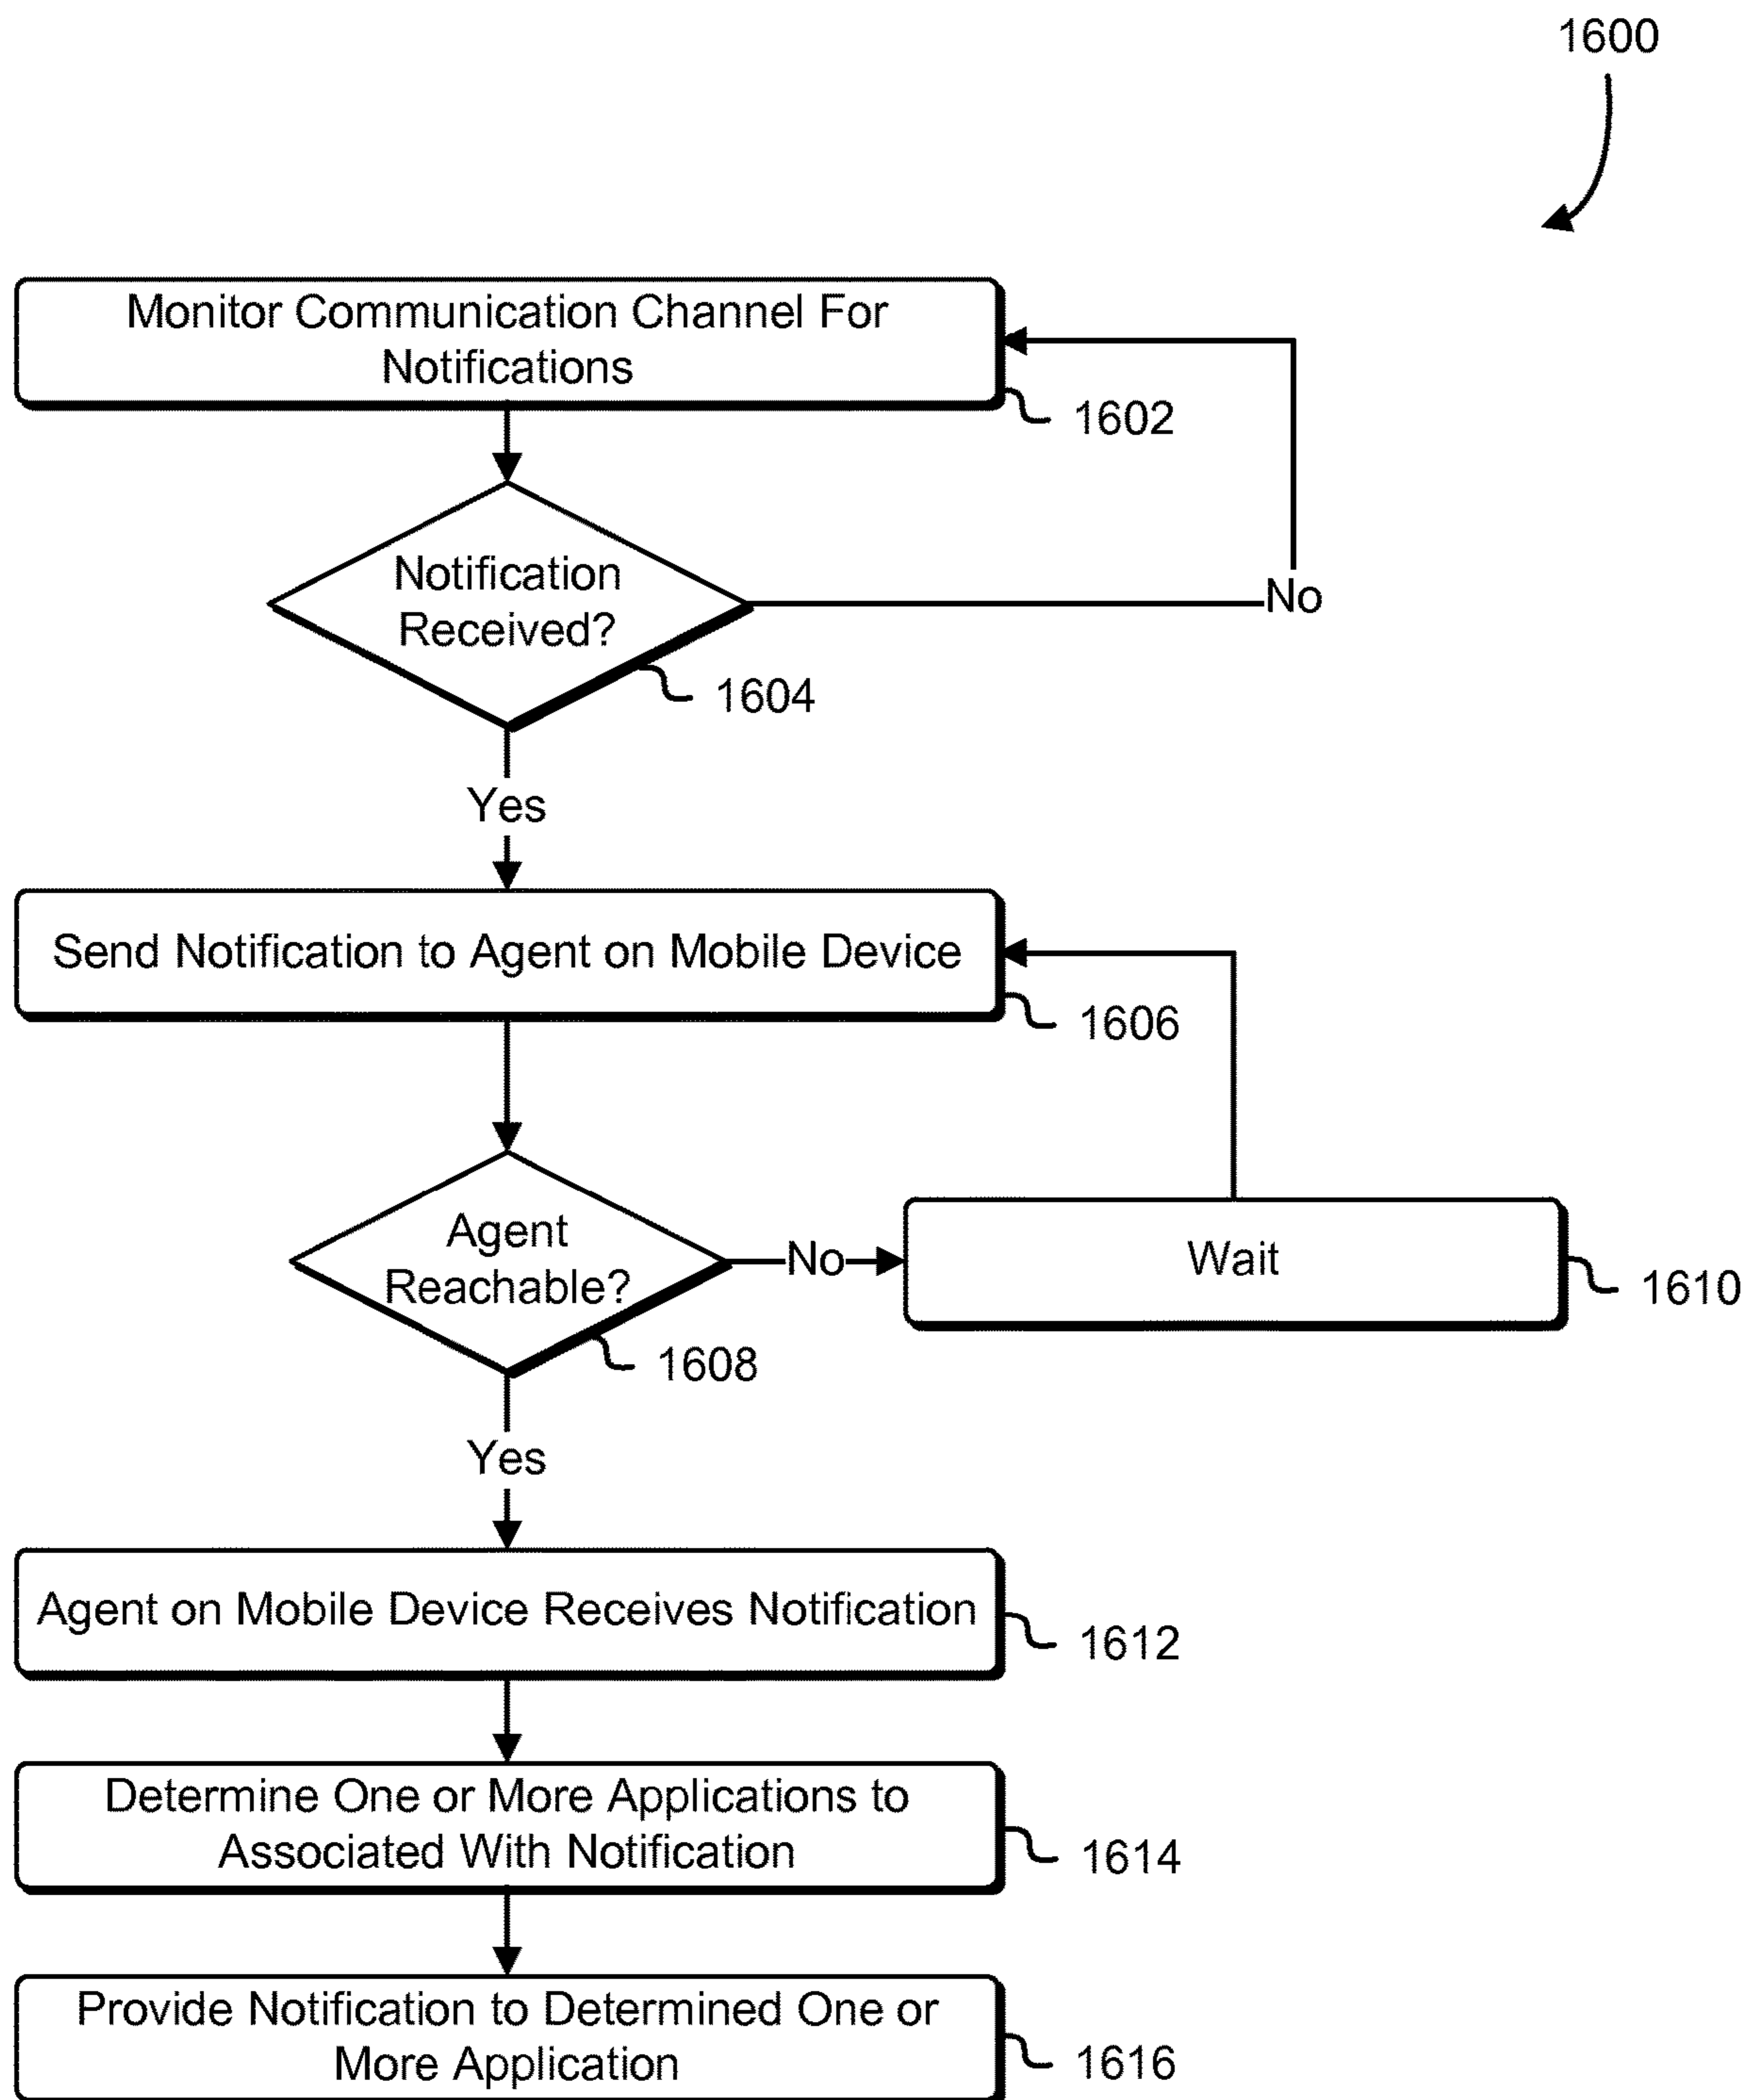 1600
Monitor Communication Channel For
Notifications
1602
Notification
Received?
No
1604
Yes
Send Notification to Agent on Mobile Device
1606
Agent
Reachable?
No
Wait
1610
1608
Yes
Agent on Mobile Device Receives Notification
1612
Determine One or More Applications to
Associated With Notification
1614
Provide Notification to Determined One or
More Application
1616